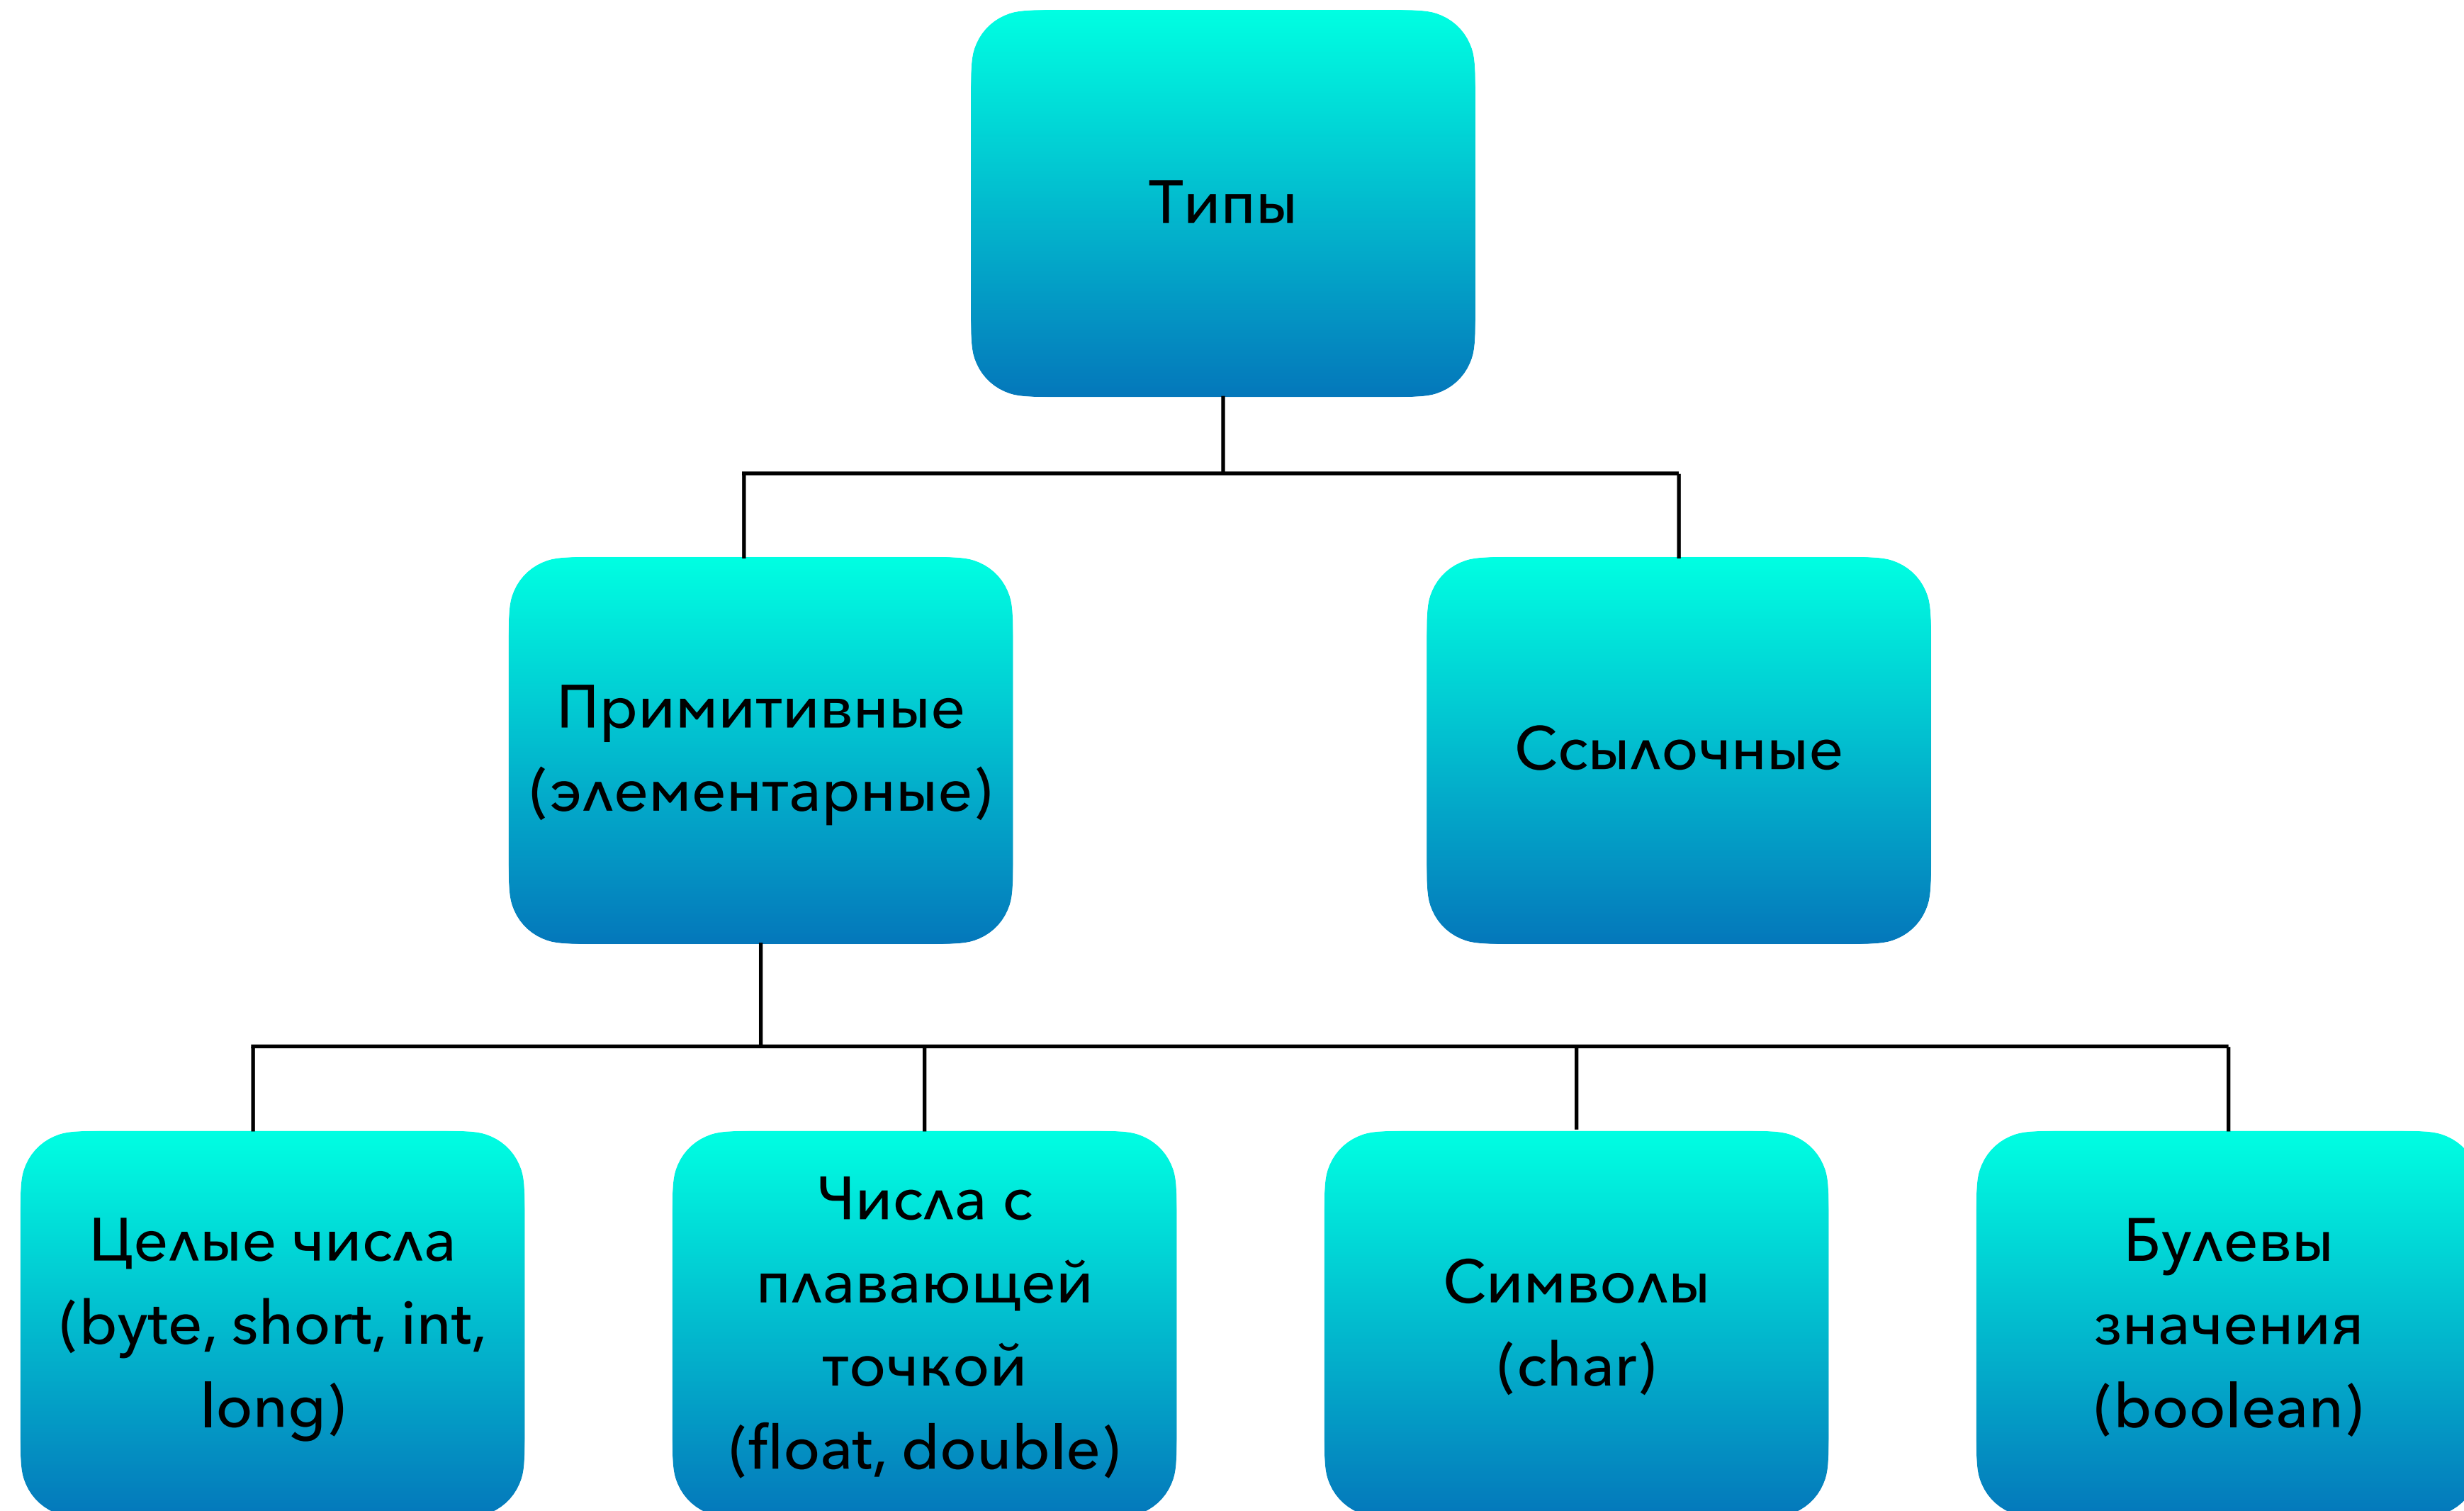 Типы
Примитивные
(элементарные)
Ссылочные
Целые числа
(byte, short, int,
long)
Числа с
плавающей
точкой
(float, double)
Символы
(char)
Булевы
значения
(boolean)